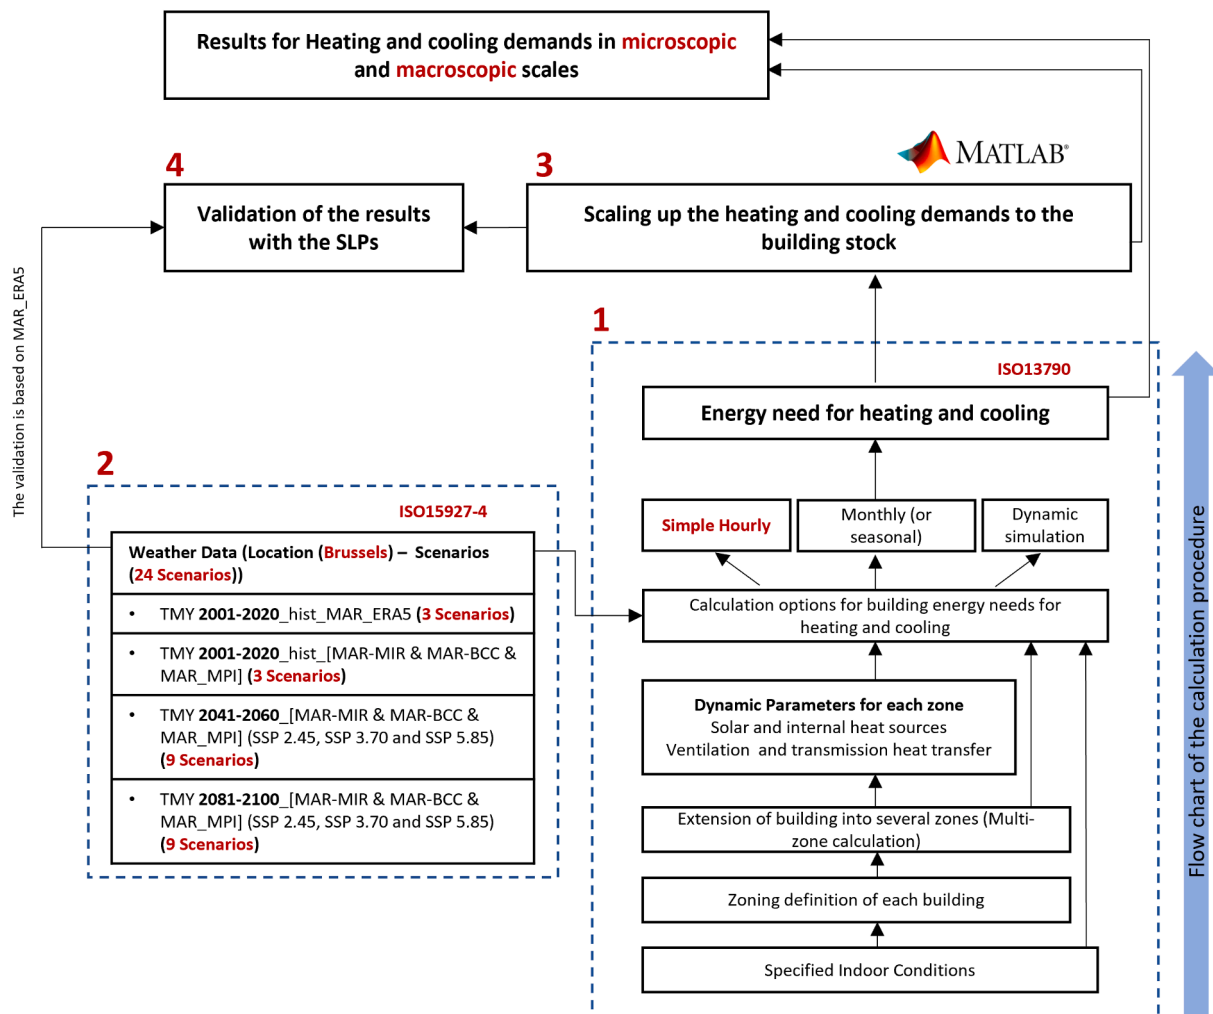 Results for Heating and cooling demands in microscopic
and macroscopic scales
MATLAB®
4
3
Validation of the results
with the SLPs
Scaling up the heating and cooling demands to the
building stock
The validation is based on MAR_ERA5
1
ISO13790
Energy need for heating and cooling
2
ISO15927-4
Simple Hourly
Monthly (or
seasonal)
Dynamic
simulation
Weather Data (Location (Brussels) – Scenarios
(24 Scenarios))
• TMY 2001-2020_hist_MAR_ERA5 (3 Scenarios)
• TMY 2001-2020_hist_[MAR-MIR & MAR-BCC &
MAR_MPI] (3 Scenarios)
• TMY 2041-2060_[MAR-MIR & MAR-BCC &
MAR_MPI] (SSP 2.45, SSP 3.70 and SSP 5.85)
(9 Scenarios)
• TMY 2081-2100_[MAR-MIR & MAR-BCC &
MAR_MPI] (SSP 2.45, SSP 3.70 and SSP 5.85)
(9 Scenarios)
Calculation options for building energy needs for
heating and cooling
Dynamic Parameters for each zone
Solar and internal heat sources
Ventilation and transmission heat transfer
Extension of building into several zones (Multi-
zone calculation)
Zoning definition of each building
Specified Indoor Conditions
Flow chart of the calculation procedure